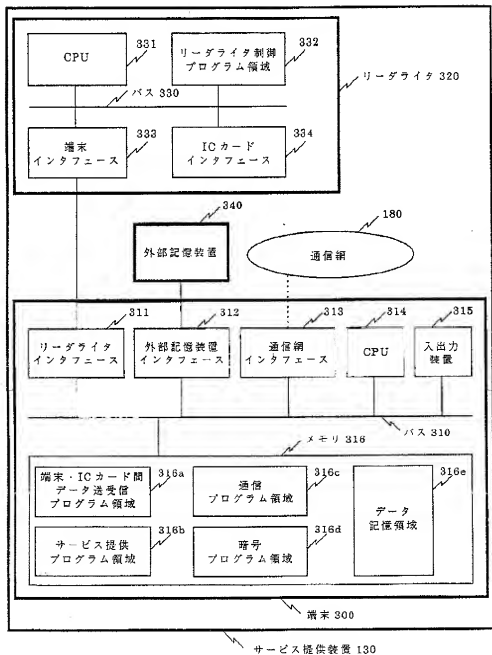 331
CPU
332
リーダライタ制御
プログラム領域
リーダライタ 320
バス 330
333
端末
インタフェース
334
ICカード
インタフェース
340
外部記憶装置
180
通信網
311
リーダライタ
インタフェース
312
外部記憶装置
インタフェース
313
通信網
インタフェース
314
CPU
315
入出力
装置
バス 310
メモリ 316
316a
端末・ICカード間
データ送受信
プログラム領域
316c
通信
プログラム領域
316e
データ
記憶領域
316b
サービス提供
プログラム領域
316d
暗号
プログラム領域
端末 300
サービス提供装置 130